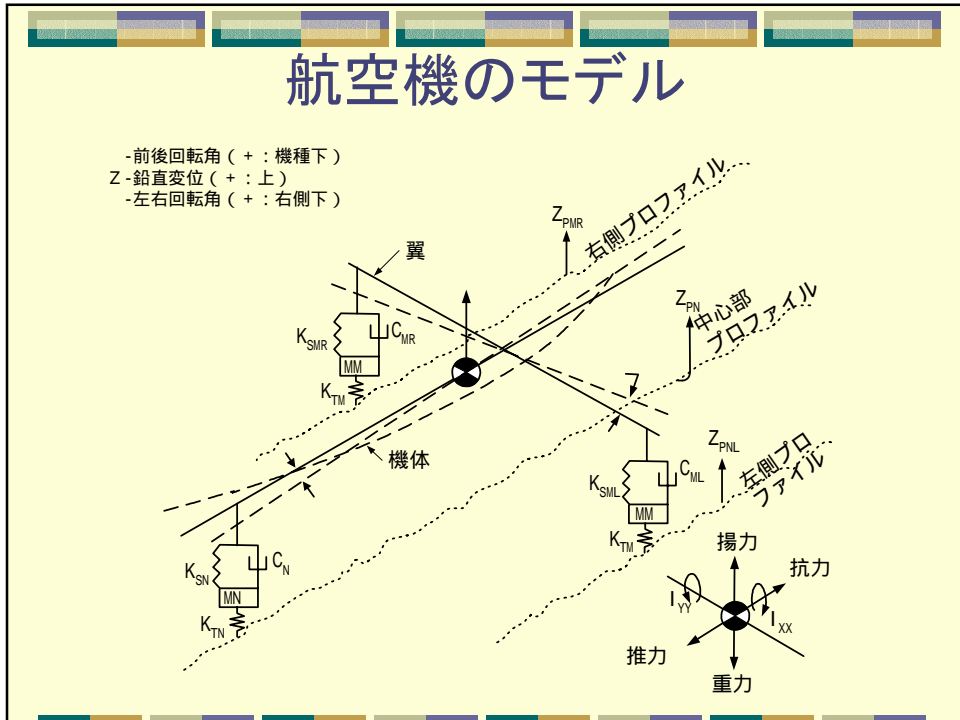 航空機のモデル
-前後回転角（+：機種下）
Z -鉛直変位（+：上）
-左右回転角（+：右側下）
Z_PMR
右側プロファイル
翼
Z_PN
中心部
プロファイル
K_SMR
C_MR
MM
K_TM
機体
Z_PNL
左側プロ
ファイル
K_SML
C_ML
MM
K_TM
K_SN
C_N
MN
K_TN
揚力
抗力
I_YY
I_XX
推力
重力